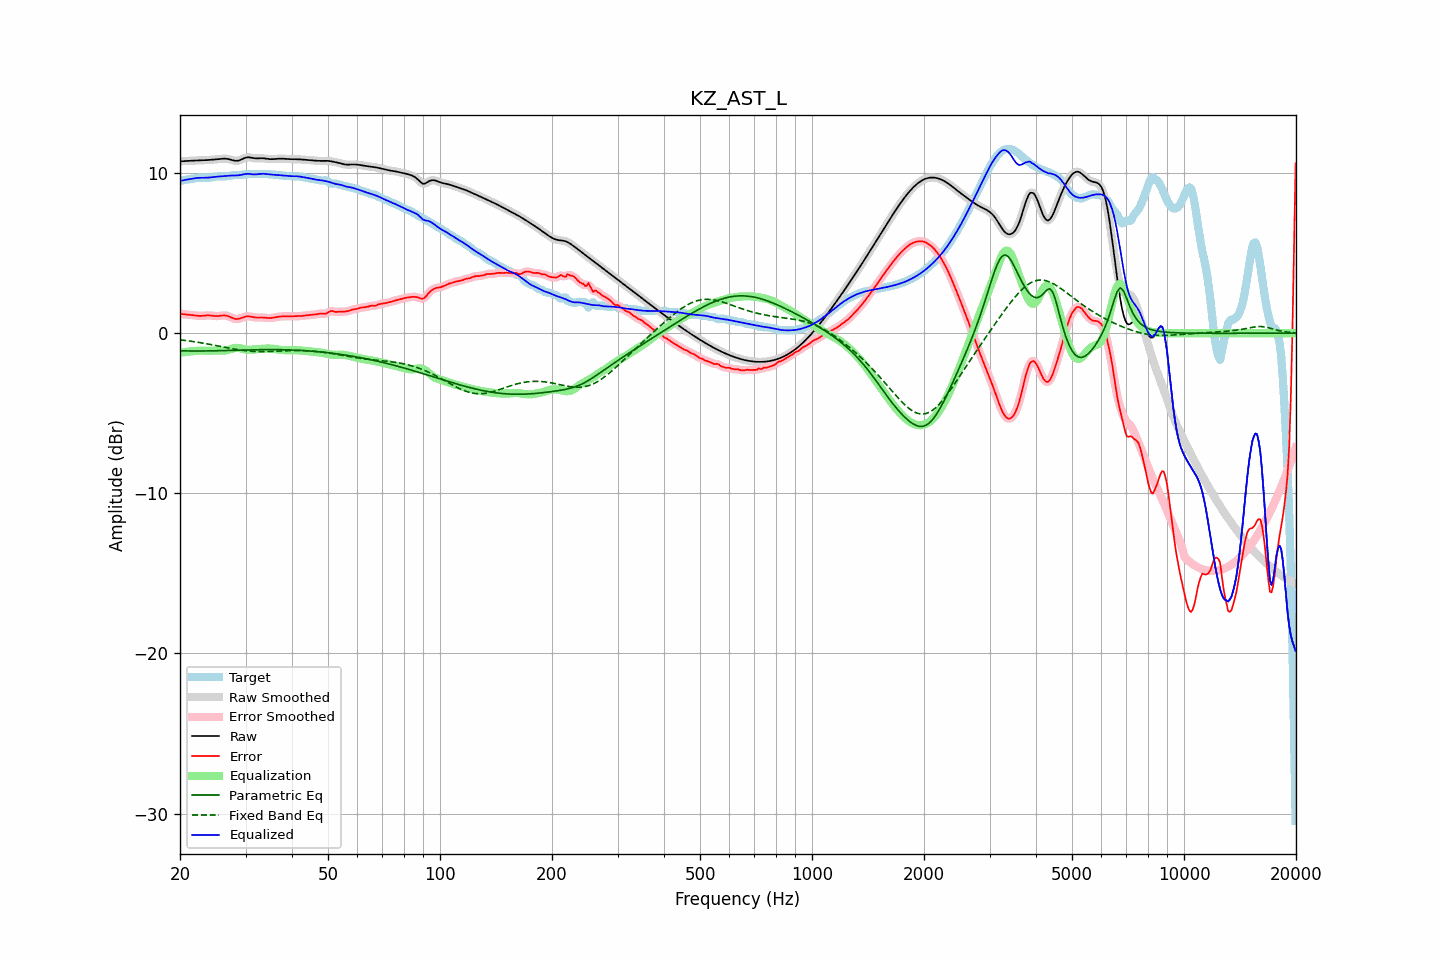 KZ_AST_L
10
0
−10
−20
−30
Amplitude (dBr)
Target
Raw Smoothed
Error Smoothed
Raw
Error
Equalization
Parametric Eq
Fixed Band Eq
Equalized
20 50 100 200 500 1000 2000 5000 10000 20000
Frequency (Hz)